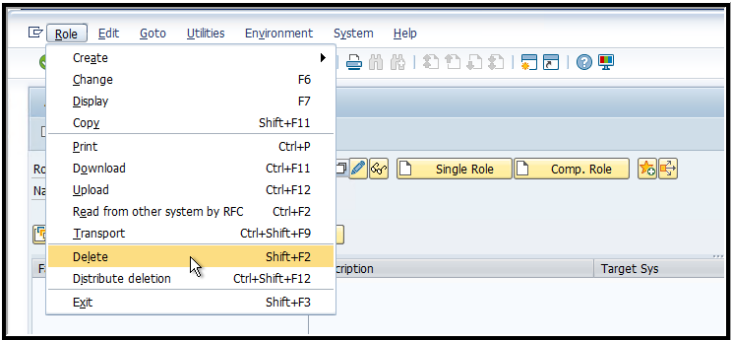 Role Edit Goto Utilities Environment System Help
Create
Change F6
Display F7
Copy Shift+F11
Print Ctrl+P
Download Ctrl+F11
Upload Ctrl+F12
Read from other system by RFC Ctrl+F2
Transport Ctrl+Shift+F9
Delete Shift+F2
Distribute deletion Ctrl+Shift+F12
Exit Shift+F3
Ro Single Role Comp. Role
Na
F cription Target Sys